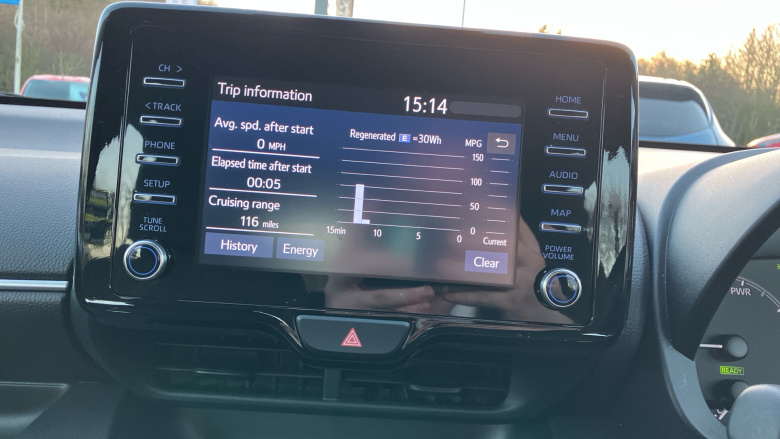 CH >
< TRACK
PHONE
SETUP
TUNE
SCROLL
Trip information
15:14
Avg. spd. after start
0 MPH
Elapsed time after start
00:05
Cruising range
116 miles
History
Energy
Regenerated E =30Wh
MPG
150
100
50
0
15min
10
5
0
Current
Clear
HOME
MENU
AUDIO
MAP
POWER
VOLUME
PWR
READY